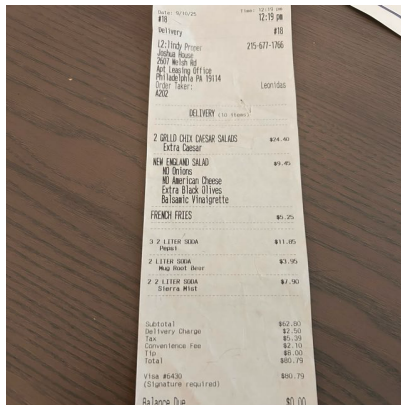 Date: 9/15/25 Time: 12:19 PM
#18 12:19 pm
Delivery #18
L2:lindy Proper 215-677-1766
Joshua House
2607 Welsh Rd
Apt Leasing Office
Philadelphia PA 19114
Order Taker: Leonidas
A202
DELIVERY (10 items)
2 GRLLD CHIX CAESAR SALADS $24.40
Extra Caesar
NEW ENGLAND SALAD $9.45
NO Onions
NO American Cheese
Extra Black Olives
Balsamic Vinaigrette
FRENCH FRIES $5.25
3 2 LITER SODA $11.85
Pepsi
2 LITER SODA $3.95
Mug Root Beer
2 2 LITER SODA $7.90
Sierra Mist
Subtotal $62.80
Delivery Charge $2.50
Tax $5.39
Convenience Fee $2.10
Tip $8.00
Total $80.79
Visa #6430 $80.79
(Signature required)
Balance Due $0.00